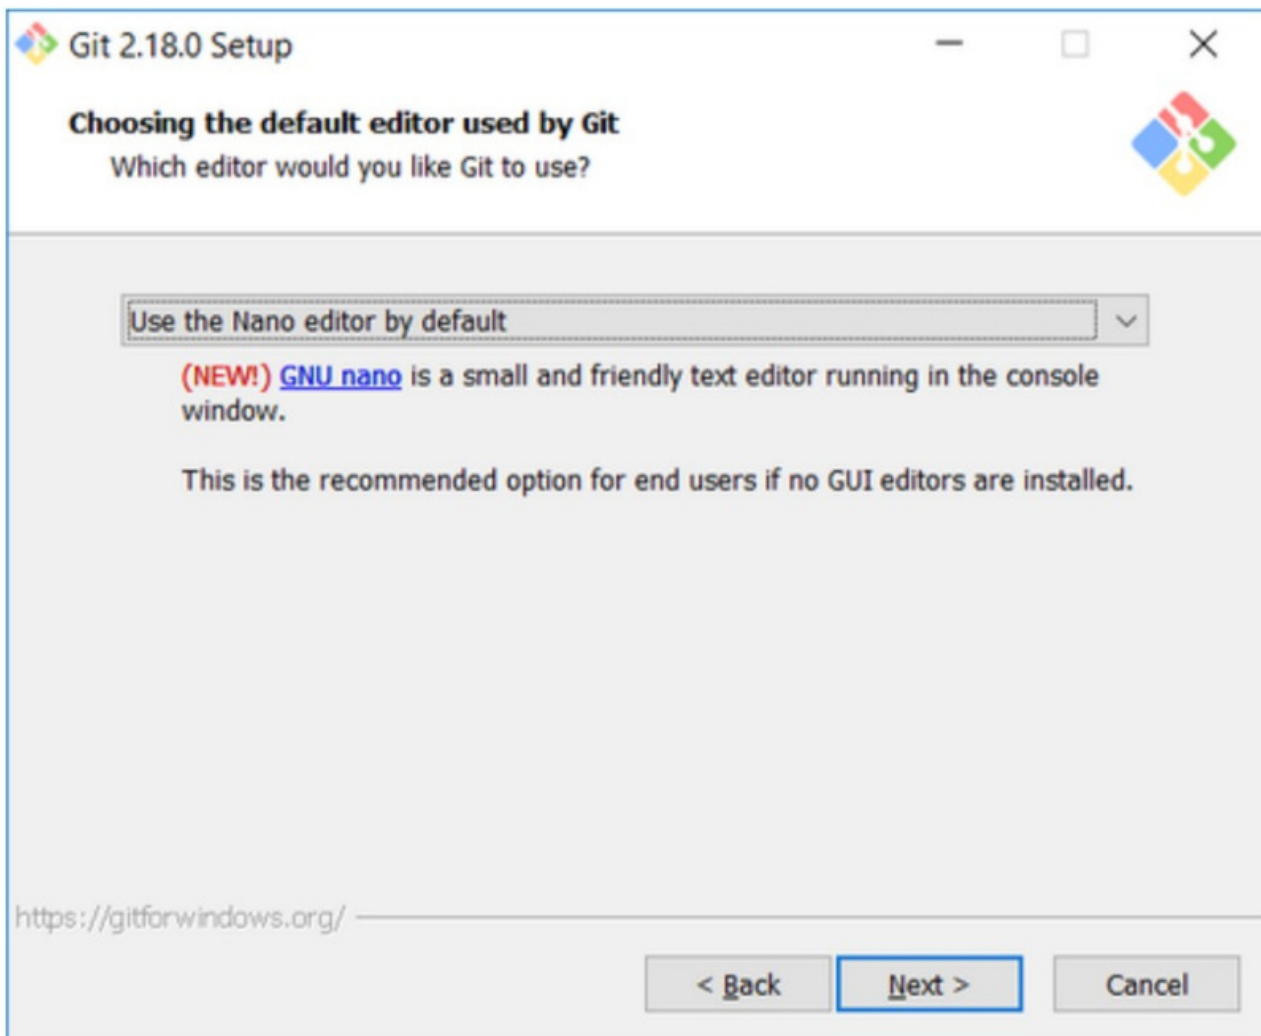 Git 2.18.0 Setup
Choosing the default editor used by Git
Which editor would you like Git to use?
Use the Nano editor by default
(NEW!) GNU nano is a small and friendly text editor running in the console
window.
This is the recommended option for end users if no GUI editors are installed.
https://gitforwindows.org/
< Back
Next >
Cancel